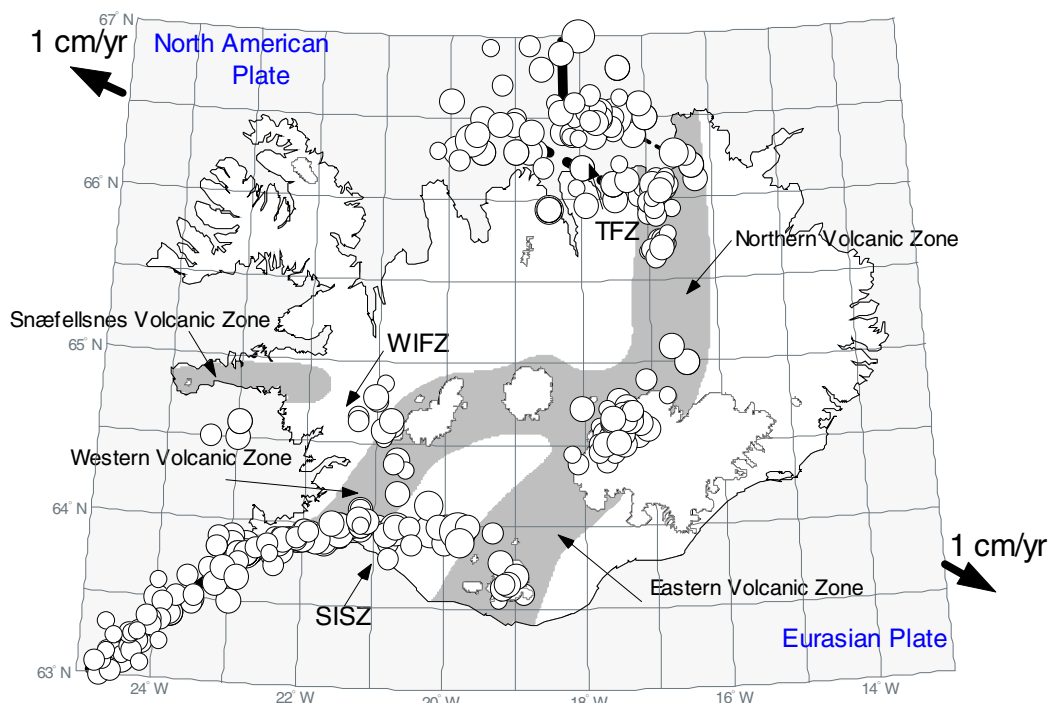 67° N
1 cm/yr
North American
Plate
66° N
TFZ
Northern Volcanic Zone
Snæfellsnes Volcanic Zone
65° N
WIFZ
Western Volcanic Zone
64° N
1 cm/yr
Eastern Volcanic Zone
SISZ
Eurasian Plate
63° N
24° W
22° W
20° W
18° W
16° W
14° W